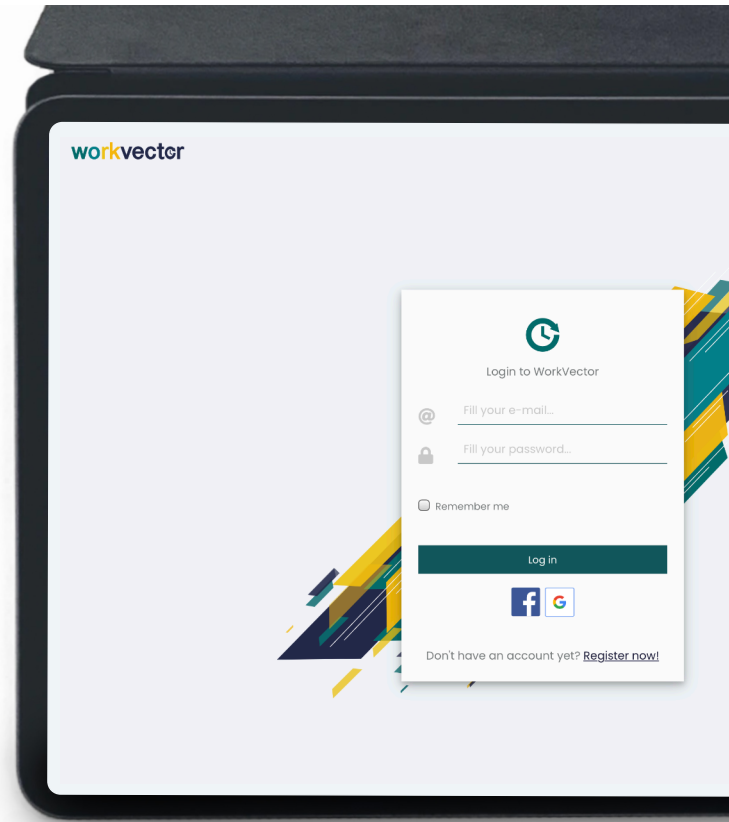 workvector
Login to WorkVector
@
Fill your e-mail...
Fill your password...
Remember me
Log in
f G
Don't have an account yet? Register now!